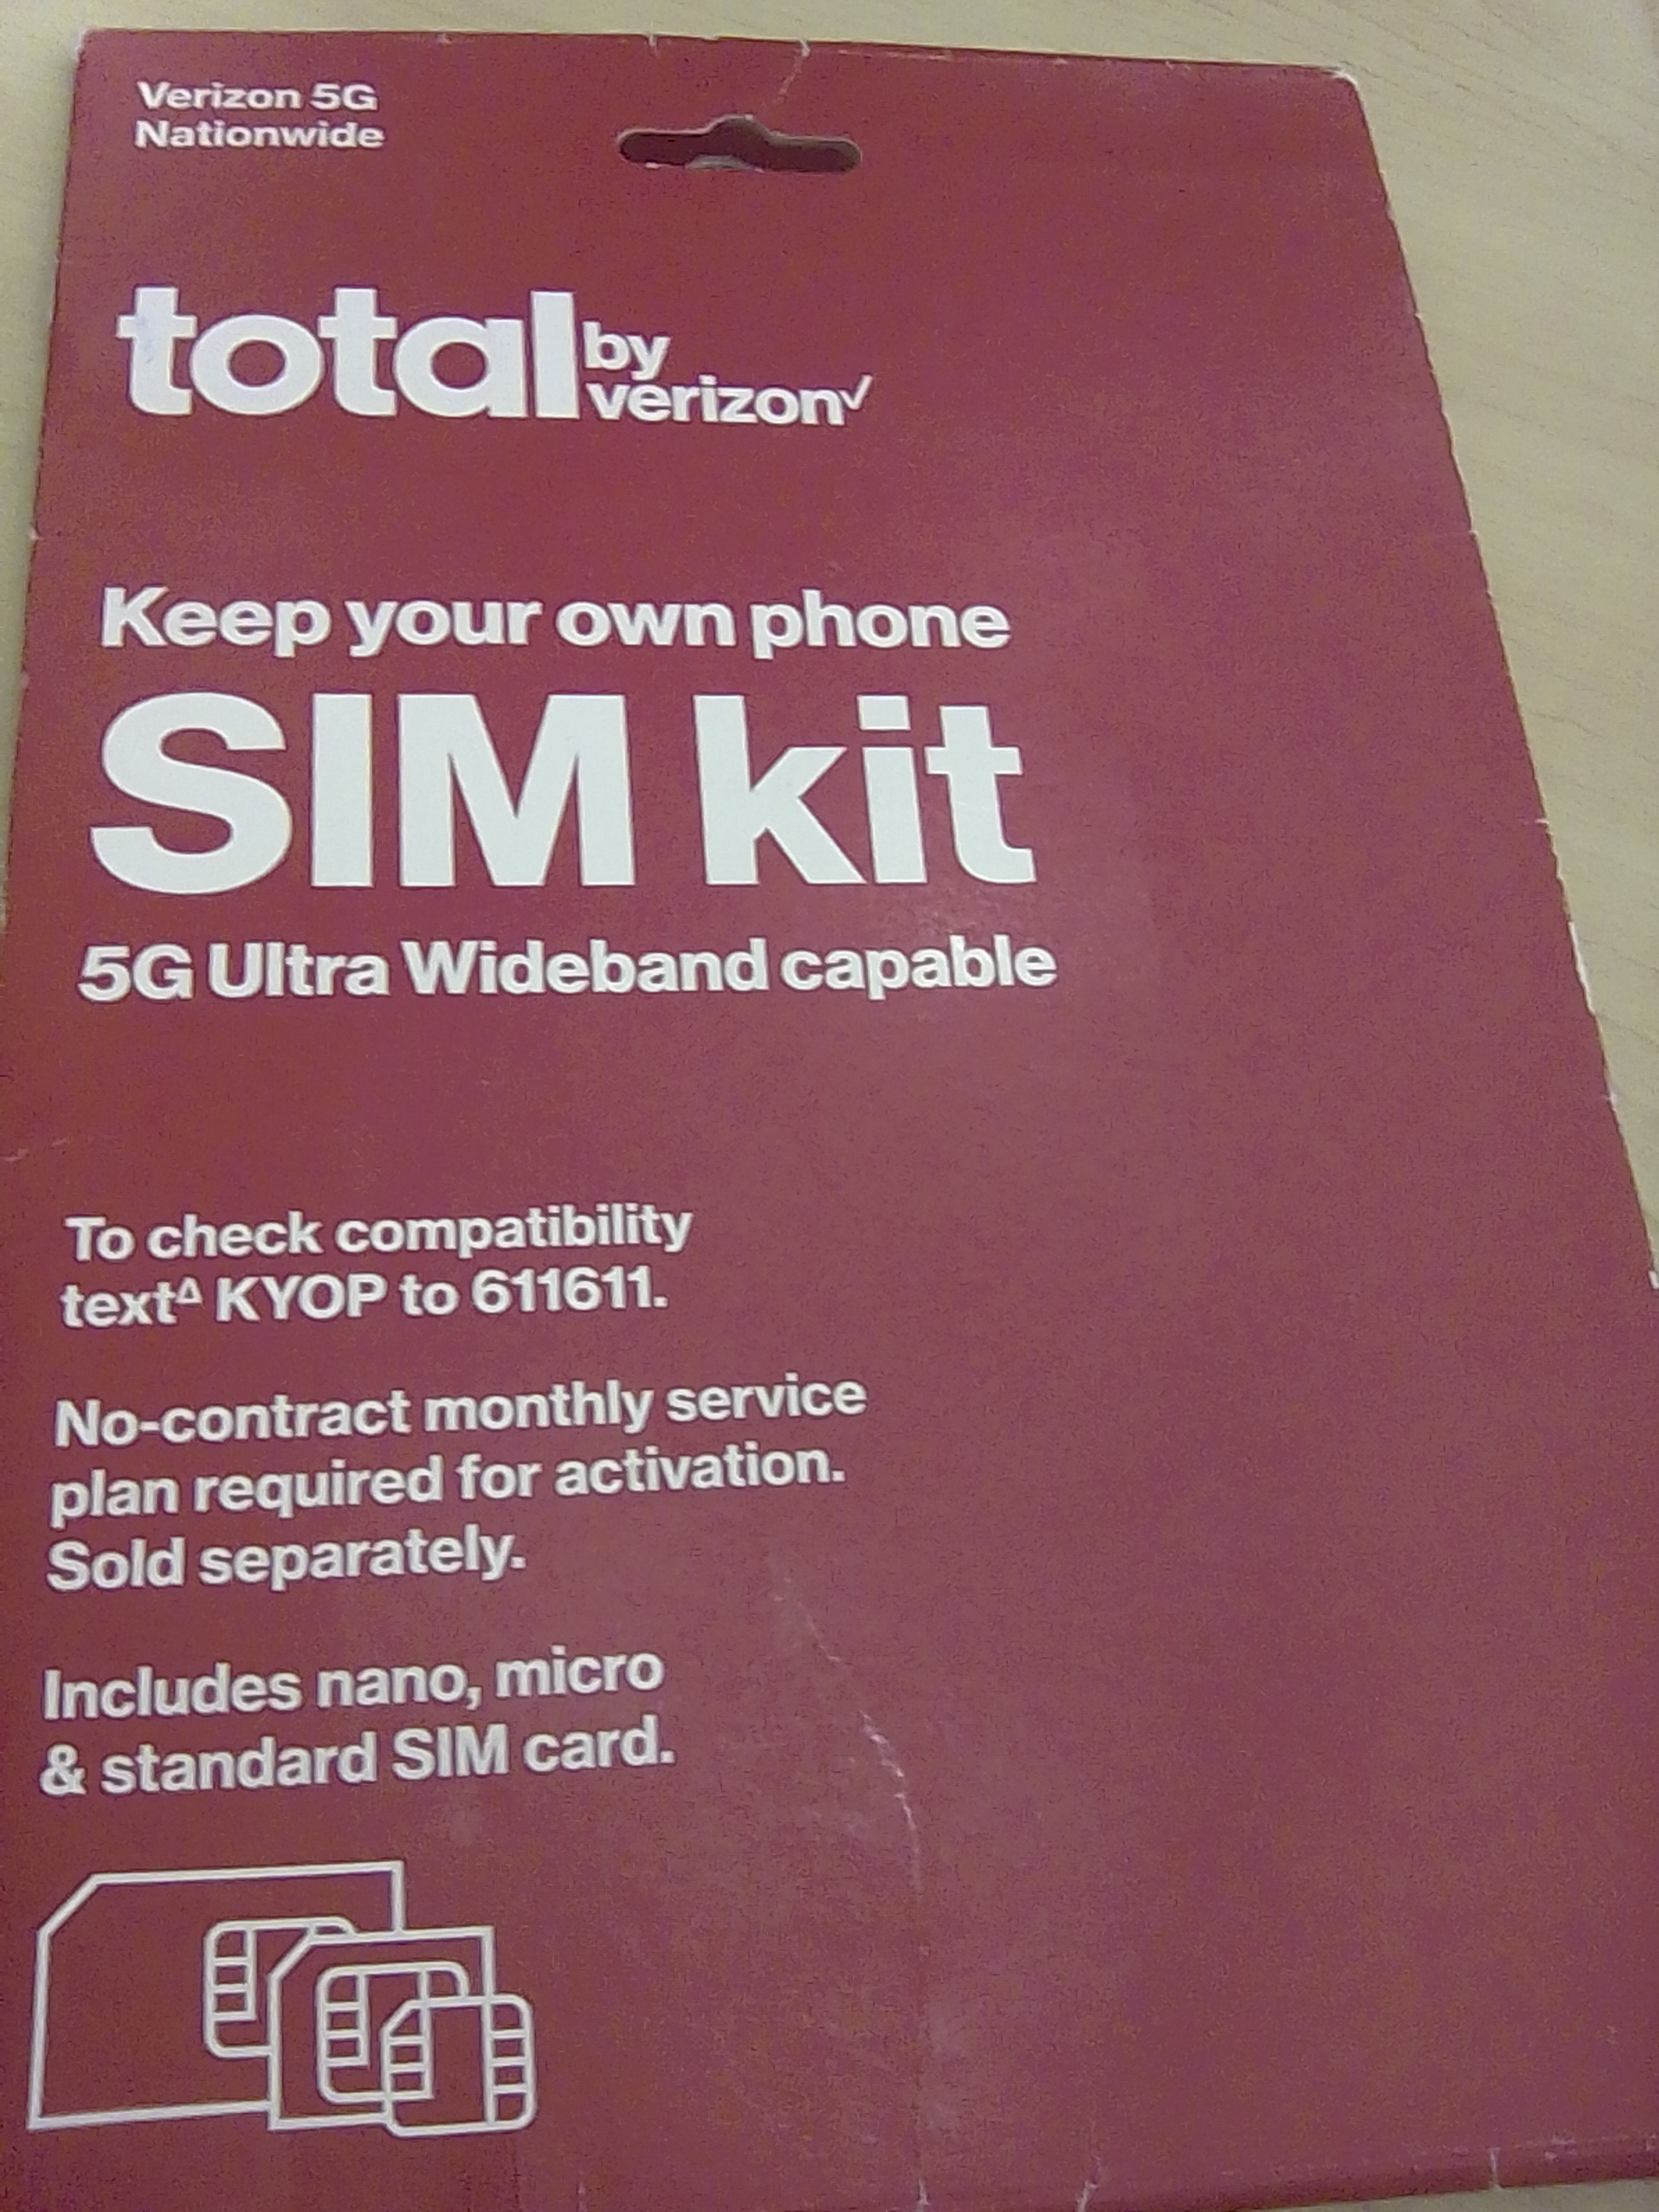 Verizon 5G
Nationwide
total by verizon✓
Keep your own phone
SIM kit
5G Ultra Wideband capable
To check compatibility
text∆ KYOP to 611611.
No-contract monthly service
plan required for activation.
Sold separately.
Includes nano, micro
& standard SIM card.